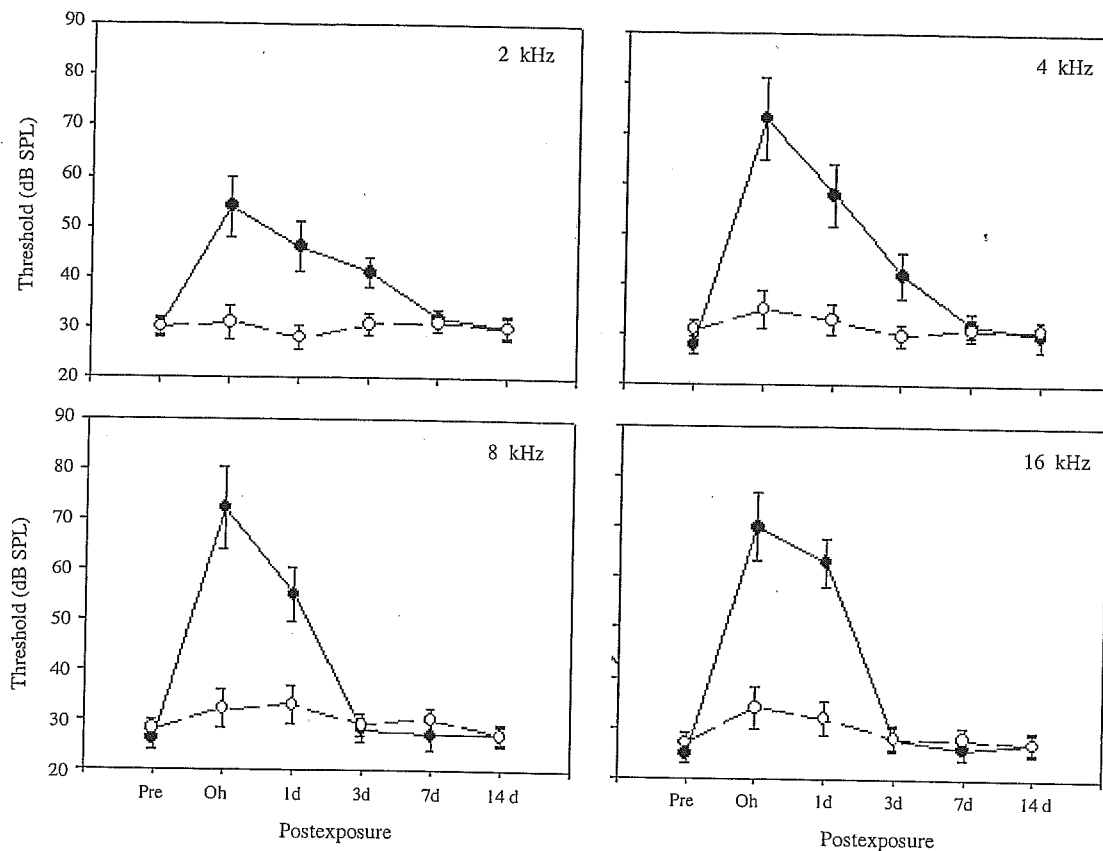 90
80
70
60
50
40
30
20
Threshold (dB SPL)
2 kHz
4 kHz
90
80
70
60
50
40
30
20
Threshold (dB SPL)
8 kHz
16 kHz
Pre Oh 1d 3d 7d 14 d
Postexposure
Pre Oh 1d 3d 7d 14 d
Postexposure